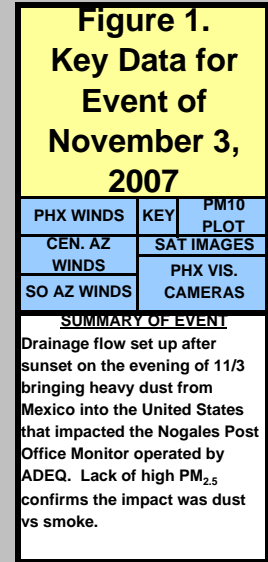 Figure 1.
Key Data for
Event of
November 3,
2007
PHX WINDS KEY PM10 PLOT
CEN. AZ WINDS SAT IMAGES
SO AZ WINDS PHX VIS. CAMERAS
SUMMARY OF EVENT
Drainage flow set up after
sunset on the evening of 11/3
bringing heavy dust from
Mexico into the United States
that impacted the Nogales Post
Office Monitor operated by
ADEQ. Lack of high PM2.5
confirms the impact was dust
vs smoke.